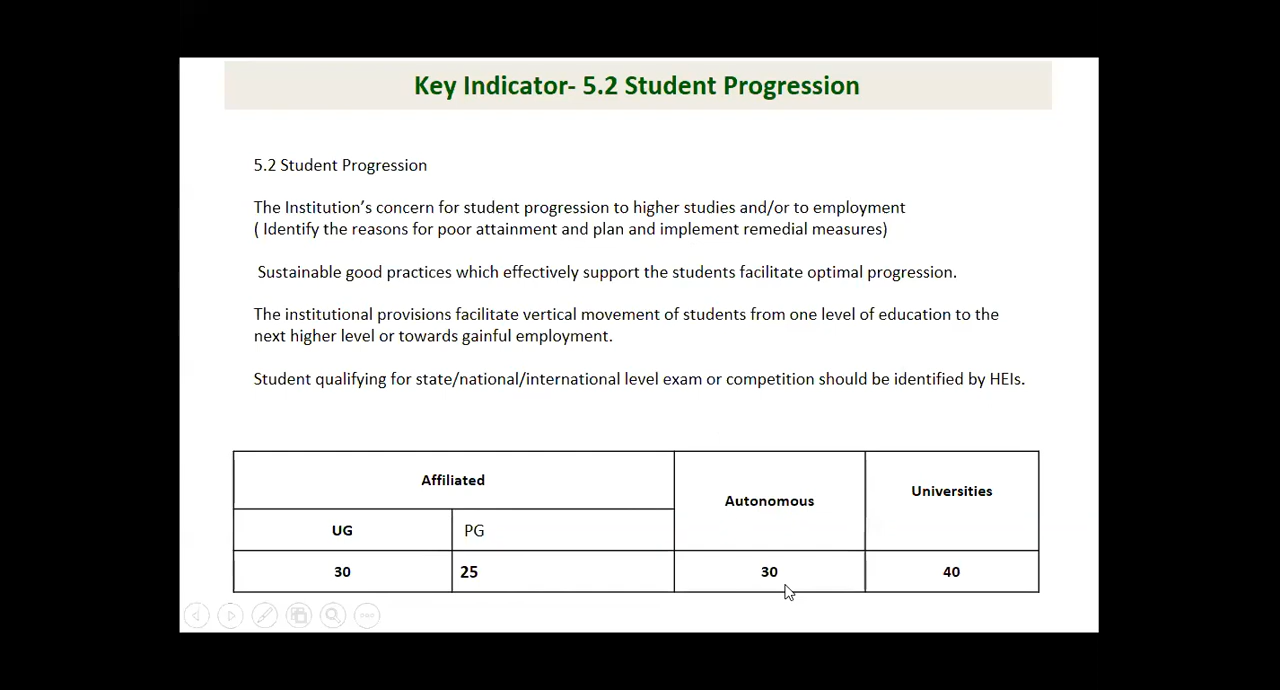 Key Indicator- 5.2 Student Progression
5.2 Student Progression
The Institution’s concern for student progression to higher studies and/or to employment
( Identify the reasons for poor attainment and plan and implement remedial measures)
Sustainable good practices which effectively support the students facilitate optimal progression.
The institutional provisions facilitate vertical movement of students from one level of education to the
next higher level or towards gainful employment.
Student qualifying for state/national/international level exam or competition should be identified by HEIs.
Affiliated
Autonomous
Universities
UG
PG
30
25
30
40